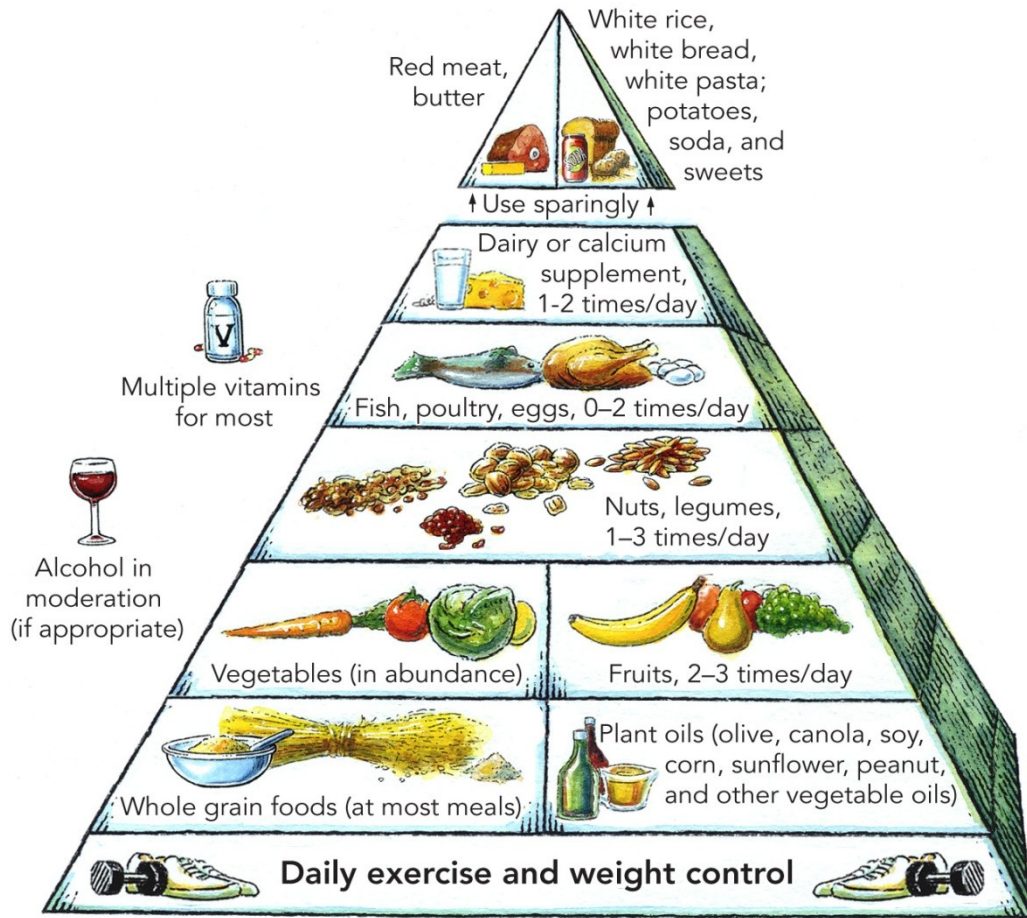 Red meat,
butter
White rice,
white bread,
white pasta;
potatoes,
soda, and
sweets
SODA
Use sparingly
Dairy or calcium
supplement,
1-2 times/day
V
Multiple vitamins
for most
Fish, poultry, eggs, 0–2 times/day
Nuts, legumes,
1–3 times/day
Alcohol in
moderation
(if appropriate)
Vegetables (in abundance)
Fruits, 2–3 times/day
Whole grain foods (at most meals)
Plant oils (olive, canola, soy,
corn, sunflower, peanut,
and other vegetable oils)
Daily exercise and weight control